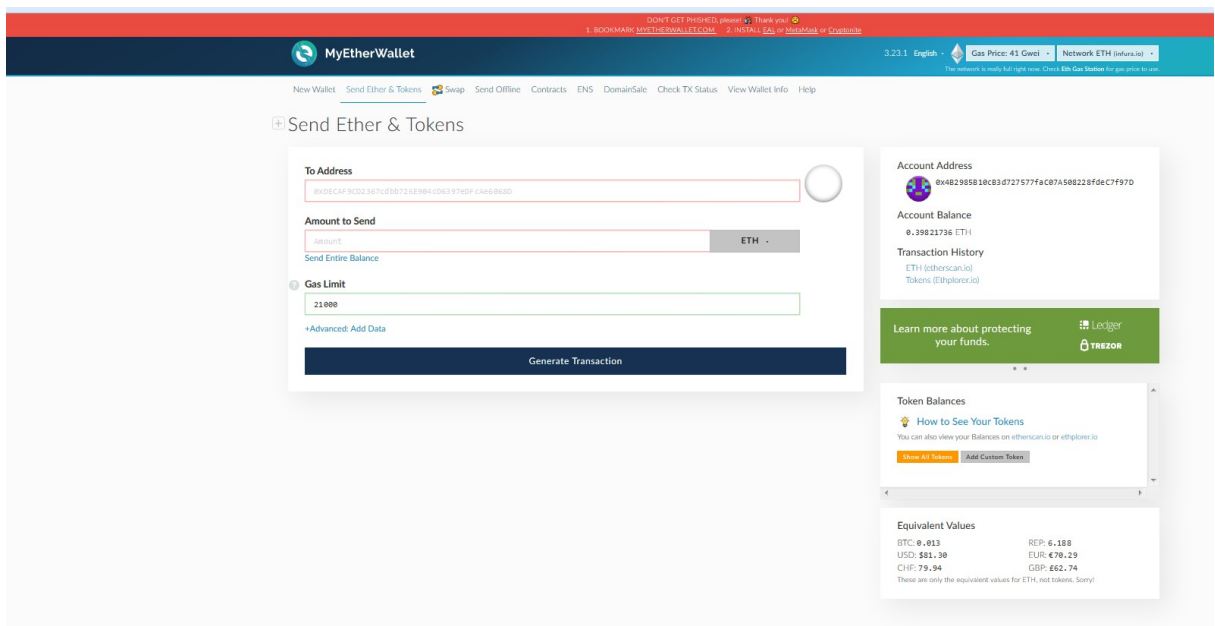 DON'T GET PHISHED, please! Thank you!
1. BOOKMARK MYETHERWALLET.COM 2. INSTALL EAL or MetaMask or Cryptonite
MyEtherWallet
3.23.1 English Gas Price: 41 Gwei Network ETH (infura.io)
The network is really full right now. Check Eth Gas Station for gas price to use.
New Wallet Send Ether & Tokens Swap Send Offline Contracts ENS DomainSale Check TX Status View Wallet Info Help
+ Send Ether & Tokens
To Address
Amount to Send
Amount
ETH
Send Entire Balance
Gas Limit
21000
+Advanced: Add Data
Generate Transaction
Account Address
0x4B2985B10cB3d727577faC07A508228fdeC7f97D
Account Balance
0.39821736 ETH
Transaction History
ETH (etherscan.io)
Tokens (Ethplorer.io)
Learn more about protecting
your funds.
Ledger
TREZOR
Token Balances
How to See Your Tokens
You can also view your Balances on etherscan.io or ethplorer.io
Show All Tokens Add Custom Token
Equivalent Values
BTC: 0.013 REP: 6.188
USD: $81.30 EUR: €70.29
CHF: 79.94 GBP: £62.74
These are only the equivalent values for ETH, not tokens. Sorry!